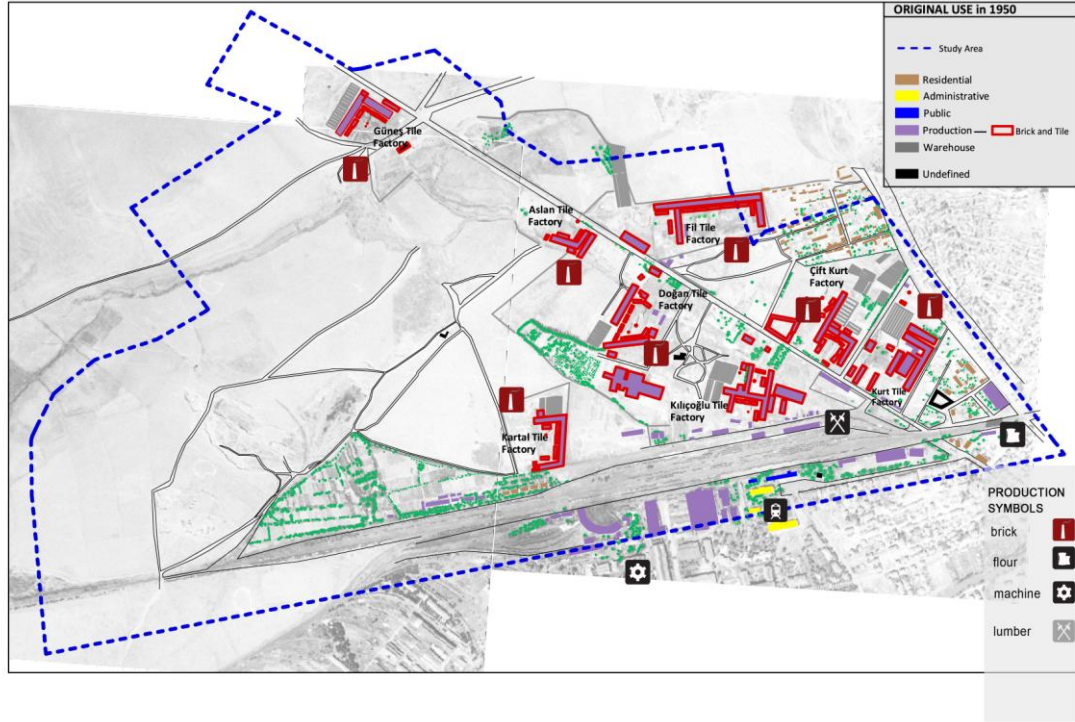 ORIGINAL USE in 1950
Study Area
Residential
Administrative
Public
Production
Brick and Tile
Warehouse
Undefined
Güneş Tile
Factory
Aslan Tile
Factory
Fil Tile
Factory
Çift Kurt
Factory
Doğan Tile
Factory
Kılıçoğlu Tile
Factory
Kurt Tile
Factory
Kartal Tile
Factory
PRODUCTION
SYMBOLS
brick
flour
machine
lumber